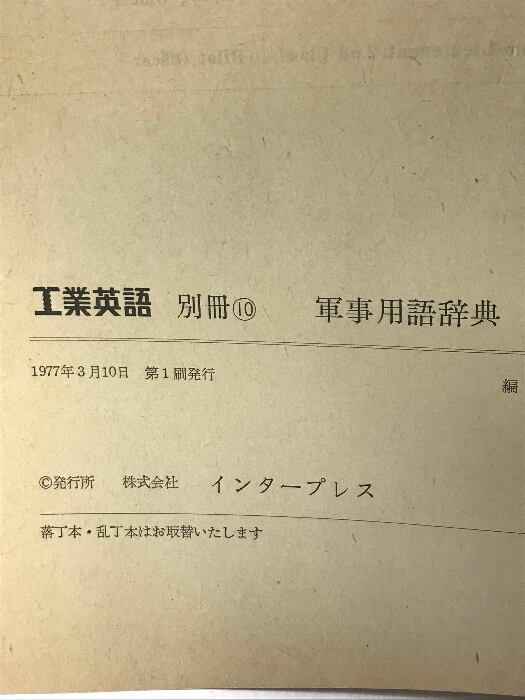 工業英語 別冊⑩ 軍事用語辞典
1977年3月10日 第1刷発行
編
©発行所 株式会社 インタープレス
落丁本・乱丁本はお取替いたします